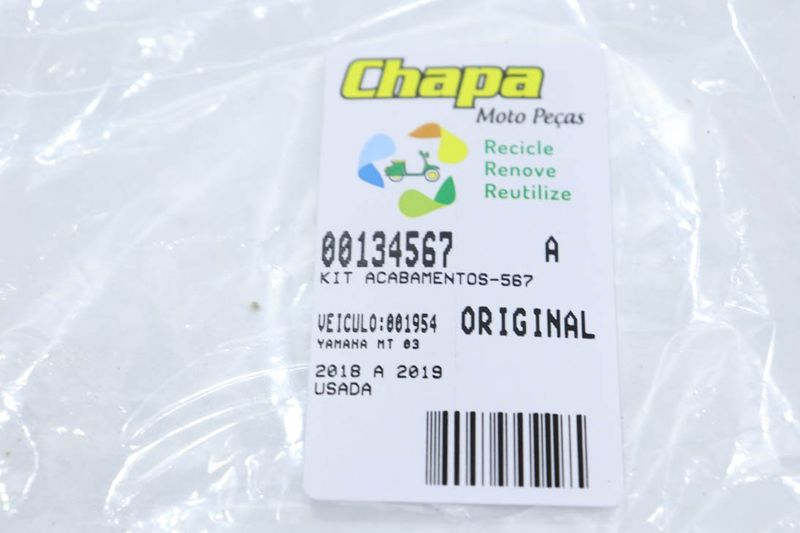 Chapa
Moto Peças
Recicle
Renove
Reutilize
00134567 A
KIT ACABAMENTOS-567
VEICULO:001954 ORIGINAL
YAMAHA MT 03
2018 A 2019
USADA